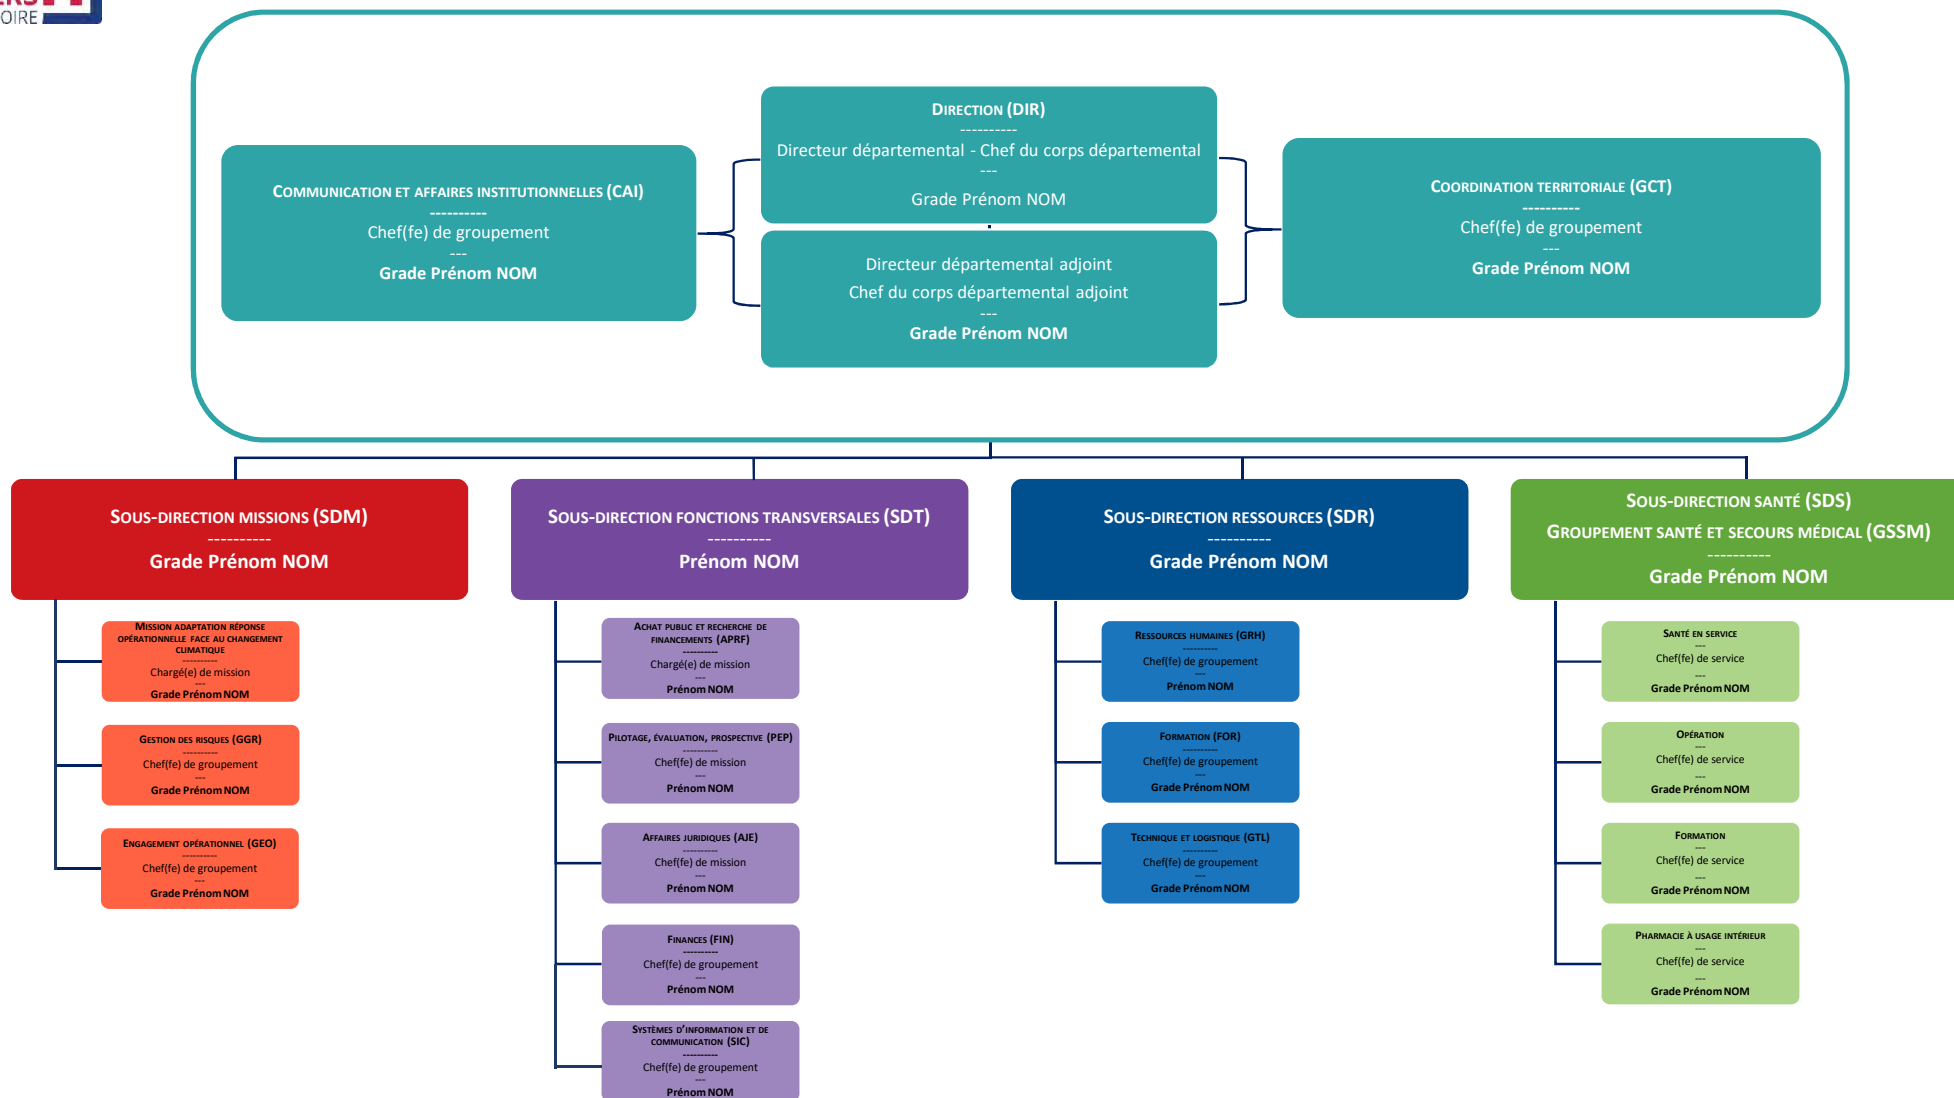 OIRE
DIRECTION (DIR)
----------
Directeur départemental - Chef du corps départemental
---
Grade Prénom NOM
COMMUNICATION ET AFFAIRES INSTITUTIONNELLES (CAI)
----------
Chef(fe) de groupement
---
Grade Prénom NOM
COORDINATION TERRITORIALE (GCT)
----------
Chef(fe) de groupement
---
Grade Prénom NOM
Directeur départemental adjoint
Chef du corps départemental adjoint
---
Grade Prénom NOM
SOUS-DIRECTION MISSIONS (SDM)
----------
Grade Prénom NOM
SOUS-DIRECTION FONCTIONS TRANSVERSALES (SDT)
----------
Prénom NOM
SOUS-DIRECTION RESSOURCES (SDR)
----------
Grade Prénom NOM
SOUS-DIRECTION SANTÉ (SDS)
GROUPEMENT SANTÉ ET SECOURS MÉDICAL (GSSM)
----------
Grade Prénom NOM
MISSION ADAPTATION RÉPONSE
OPÉRATIONNELLE FACE AU CHANGEMENT
CLIMATIQUE
----------
Chargé(e) de mission
---
Grade Prénom NOM
GESTION DES RISQUES (GGR)
----------
Chef(fe) de groupement
---
Grade Prénom NOM
ENGAGEMENT OPÉRATIONNEL (GEO)
----------
Chef(fe) de groupement
---
Grade Prénom NOM
ACHAT PUBLIC ET RECHERCHE DE
FINANCEMENTS (APRF)
----------
Chargé(e) de mission
---
Prénom NOM
PILOTAGE, ÉVALUATION, PROSPECTIVE (PEP)
----------
Chef(fe) de mission
---
Prénom NOM
AFFAIRES JURIDIQUES (AJE)
----------
Chef(fe) de mission
---
Prénom NOM
FINANCES (FIN)
----------
Chef(fe) de groupement
---
Prénom NOM
SYSTÈMES D'INFORMATION ET DE
COMMUNICATION (SIC)
----------
Chef(fe) de groupement
---
Prénom NOM
RESSOURCES HUMAINES (GRH)
----------
Chef(fe) de groupement
---
Prénom NOM
FORMATION (FOR)
----------
Chef(fe) de groupement
---
Grade Prénom NOM
TECHNIQUE ET LOGISTIQUE (GTL)
----------
Chef(fe) de groupement
---
Grade Prénom NOM
SANTÉ EN SERVICE
---
Chef(fe) de service
---
Grade Prénom NOM
OPÉRATION
---
Chef(fe) de service
---
Grade Prénom NOM
FORMATION
---
Chef(fe) de service
---
Grade Prénom NOM
PHARMACIE À USAGE INTÉRIEUR
---
Chef(fe) de service
---
Grade Prénom NOM